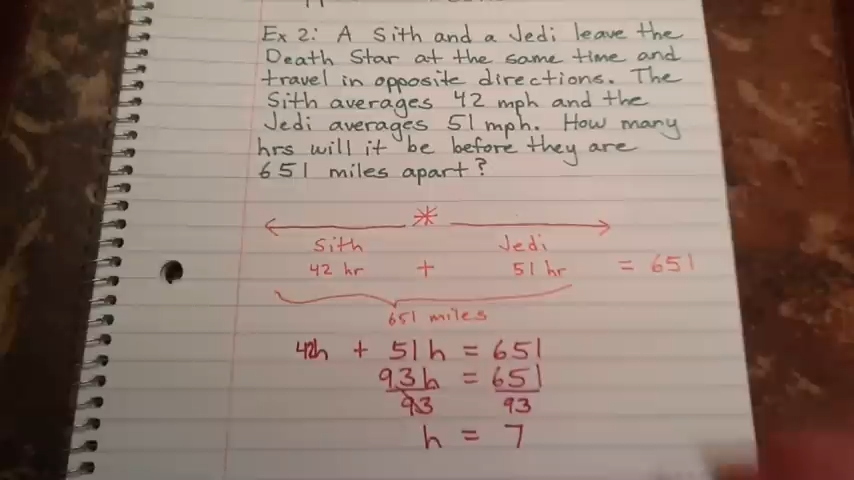 Ex 2: A Sith and a Jedi leave the
Death Star at the same time and
travel in opposite directions. The
Sith averages 42 mph and the
Jedi averages 51 mph. How many
hrs will it be before they are
651 miles apart?
Sith Jedi
42 hr + 51 hr = 651
651 miles
42h + 51h = 651
93h = 651
93 93
h = 7